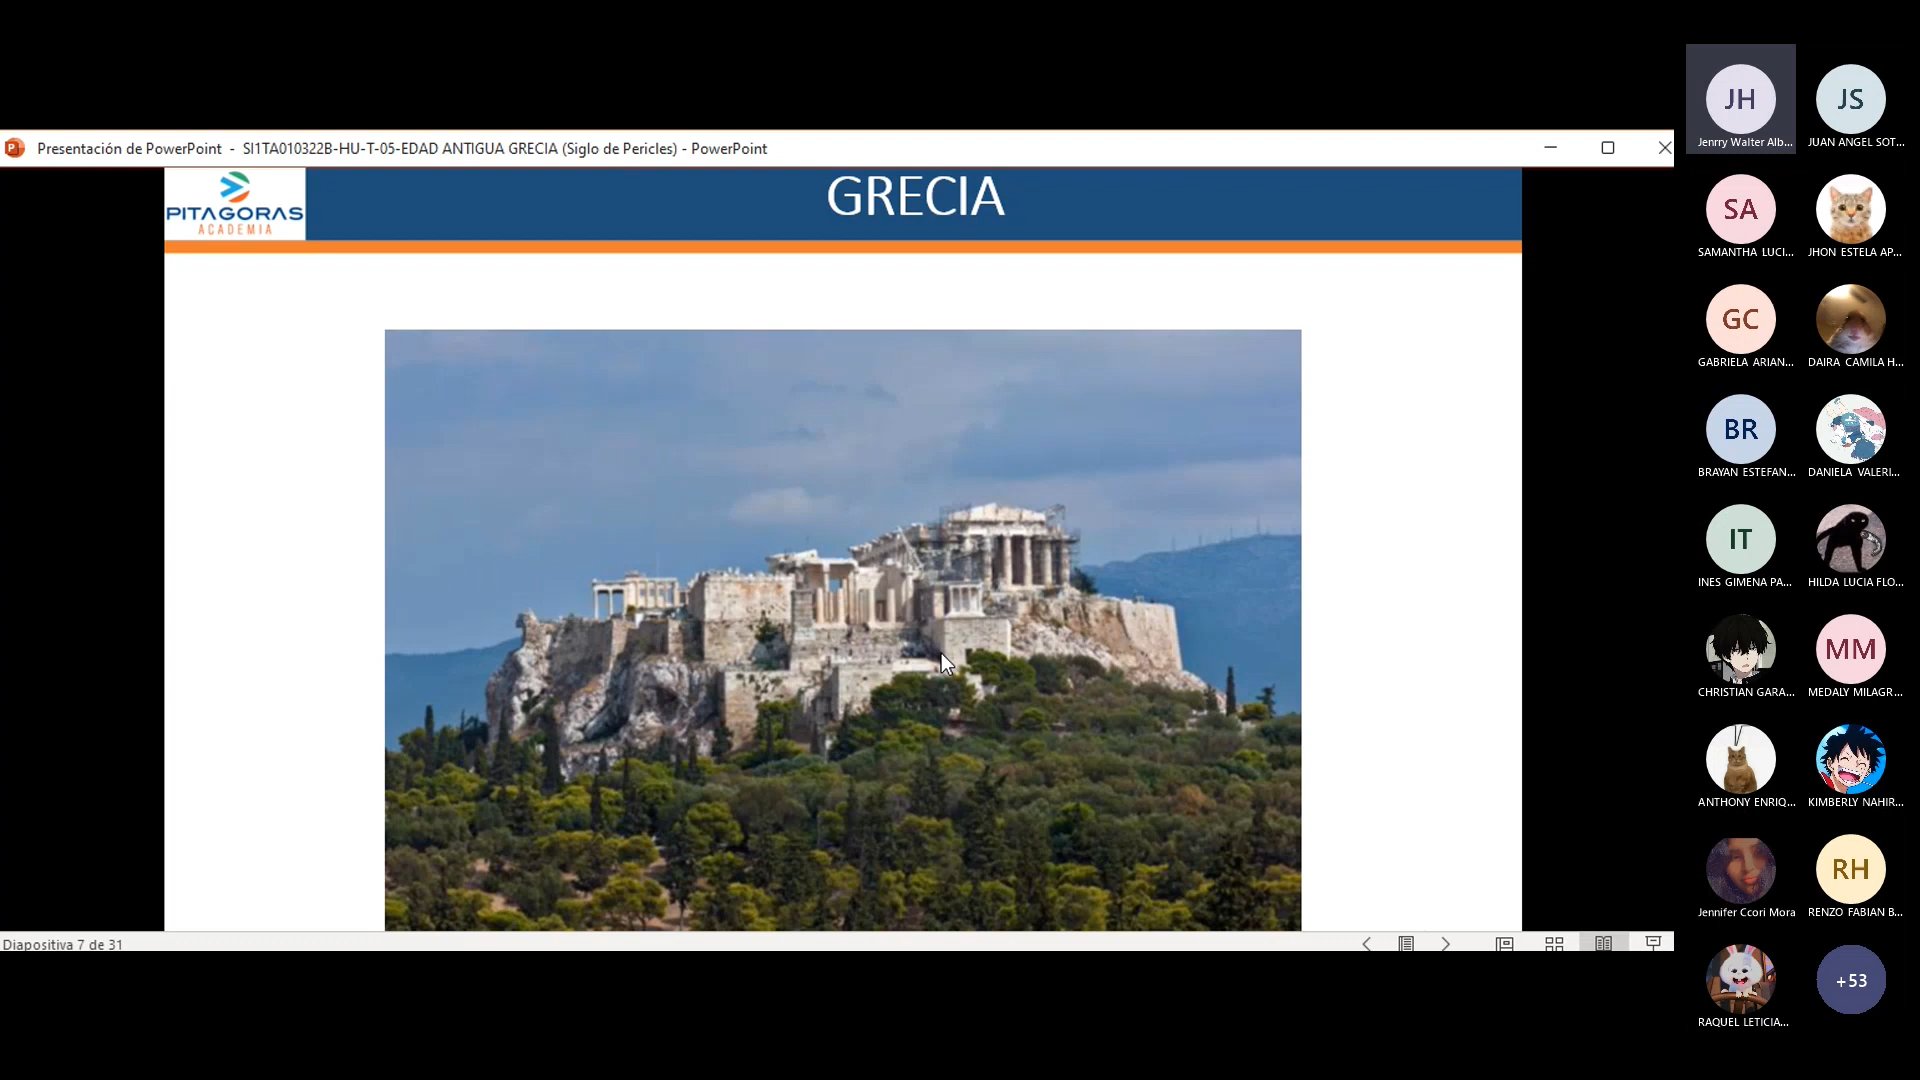 Presentación de PowerPoint - SI1TA010322B-HU-T-05-EDAD ANTIGUA GRECIA (Siglo de Pericles) - PowerPoint
PITAGORAS
ACADEMIA
GRECIA
Diapositiva 7 de 31
JH
Jenrry Walter Alb...
JS
JUAN ANGEL SOT...
SA
SAMANTHA LUCI...
JHON ESTELA AP...
GC
GABRIELA ARIAN...
DAIRA CAMILA H...
BR
BRAYAN ESTEFAN...
DANIELA VALERI...
IT
INES GIMENA PA...
HILDA LUCIA FLO...
CHRISTIAN GARA...
MM
MEDALY MILAGR...
ANTHONY ENRIQ...
KIMBERLY NAHIR...
Jennifer Ccori Mora
RH
RENZO FABIAN B...
RAQUEL LETICIA...
+53